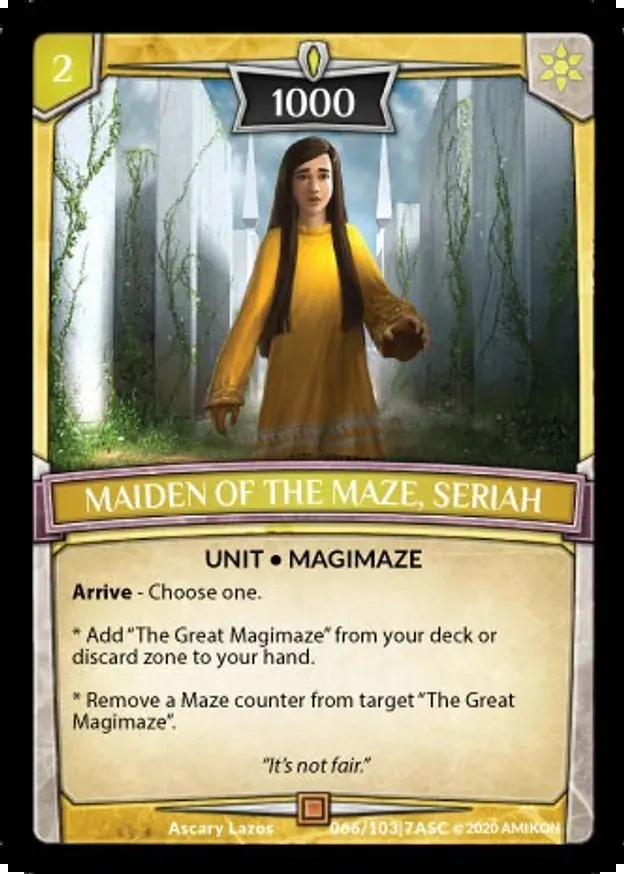 2
1000
MAIDEN OF THE MAZE, SERIAH
UNIT • MAGIMAZE
Arrive - Choose one.
* Add "The Great Magimaze" from your deck or
discard zone to your hand.
* Remove a Maze counter from target "The Great
Magimaze".
"It's not fair."
Ascary Lazos
066/103|7ASC © 2020 AMIKON